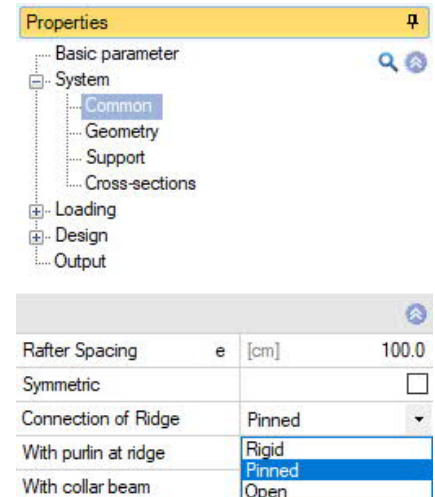 Properties
Basic parameter
System
Common
Geometry
Support
Cross-sections
Loading
Design
Output
Rafter Spacing e [cm] 100.0
Symmetric
Connection of Ridge Pinned
With purlin at ridge Rigid
Pinned
With collar beam Open